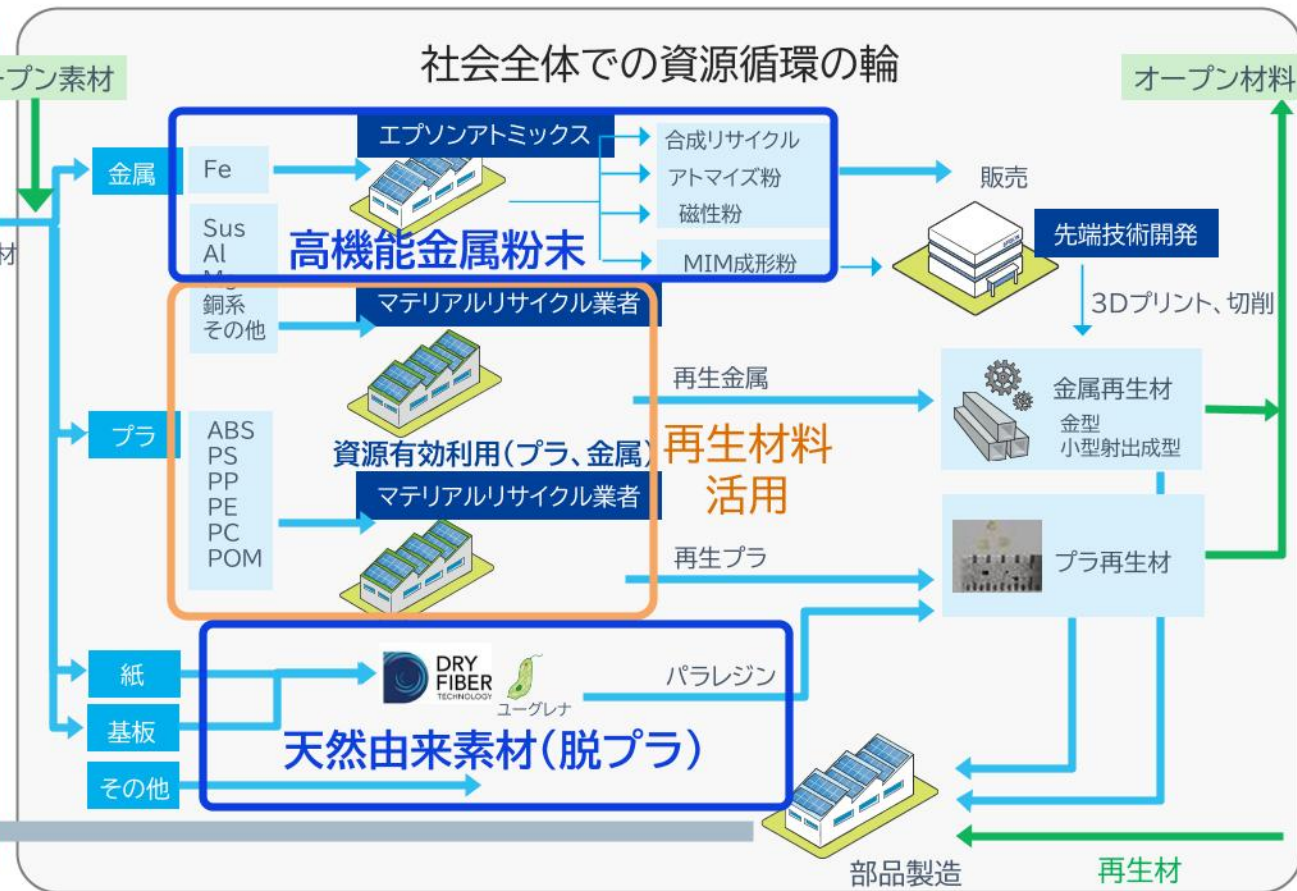 社会全体での資源循環の輪
ープン素材
オープン材料
材
金属
Fe
Sus
Al
Mg
銅系
その他
エプソンアトミックス
高機能金属粉末
合成リサイクル
アトマイズ粉
磁性粉
MIM成形粉
販売
先端技術開発
3Dプリント、切削
マテリアルリサイクル業者
資源有効利用(プラ、金属)
マテリアルリサイクル業者
プラ
ABS
PS
PP
PE
PC
POM
再生金属
再生材料
活用
再生プラ
金属再生材
金型
小型射出成型
プラ再生材
紙
基板
その他
DRY
FIBER
TECHNOLOGY
ユーグレナ
パラレジン
天然由来素材(脱プラ)
部品製造
再生材